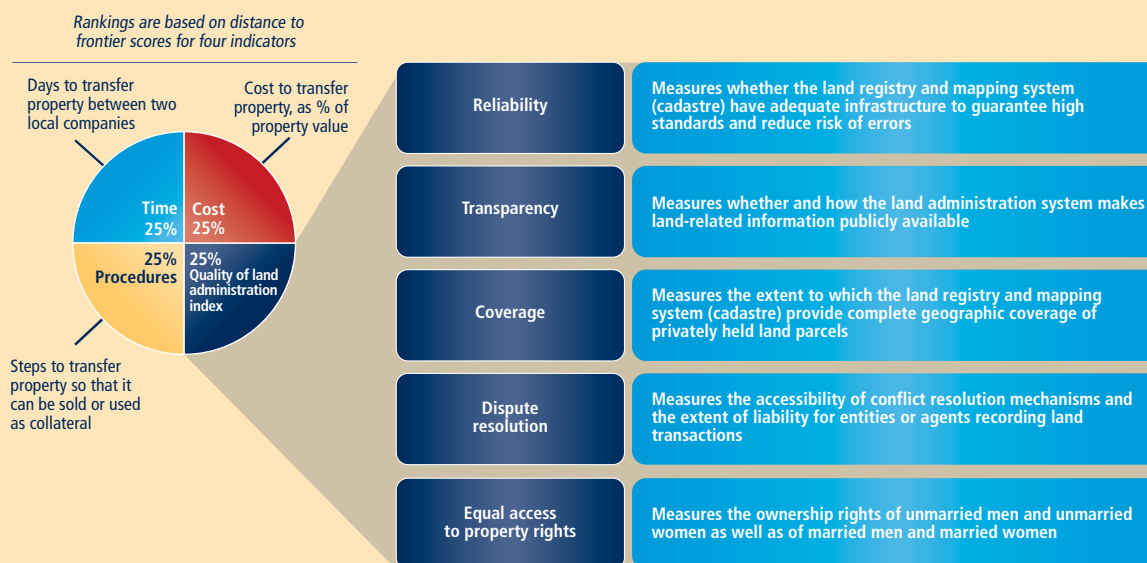 Rankings are based on distance to
frontier scores for four indicators
Days to transfer
property between two
local companies
Cost to transfer
property, as % of
property value
Time
25%
Cost
25%
25%
Procedures
25%
Quality of land
administration
index
Steps to transfer
property so that it
can be sold or used
as collateral
Reliability
Measures whether the land registry and mapping system
(cadastre) have adequate infrastructure to guarantee high
standards and reduce risk of errors
Transparency
Measures whether and how the land administration system makes
land-related information publicly available
Coverage
Measures the extent to which the land registry and mapping
system (cadastre) provide complete geographic coverage of
privately held land parcels
Dispute
resolution
Measures the accessibility of conflict resolution mechanisms and
the extent of liability for entities or agents recording land
transactions
Equal access
to property rights
Measures the ownership rights of unmarried men and unmarried
women as well as of married men and married women